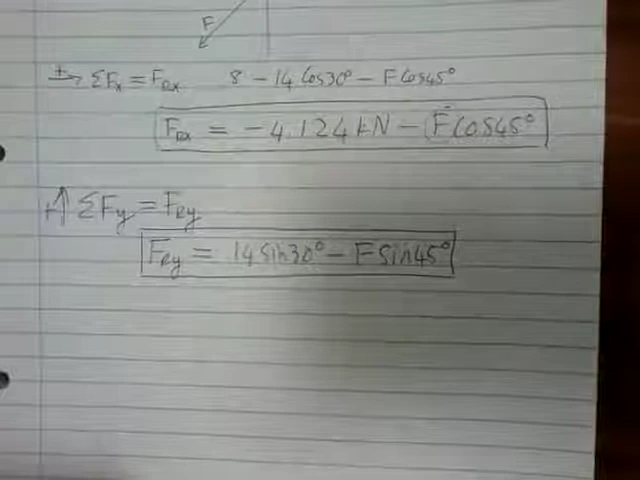 F
+→ ΣFx = FRx 8 - 14 Cos30° - F Cos45°
FRx = -4.124 kN - F Cos45°
+↑ ΣFy = FRy
FRy = 14 Sin30° - F Sin45°